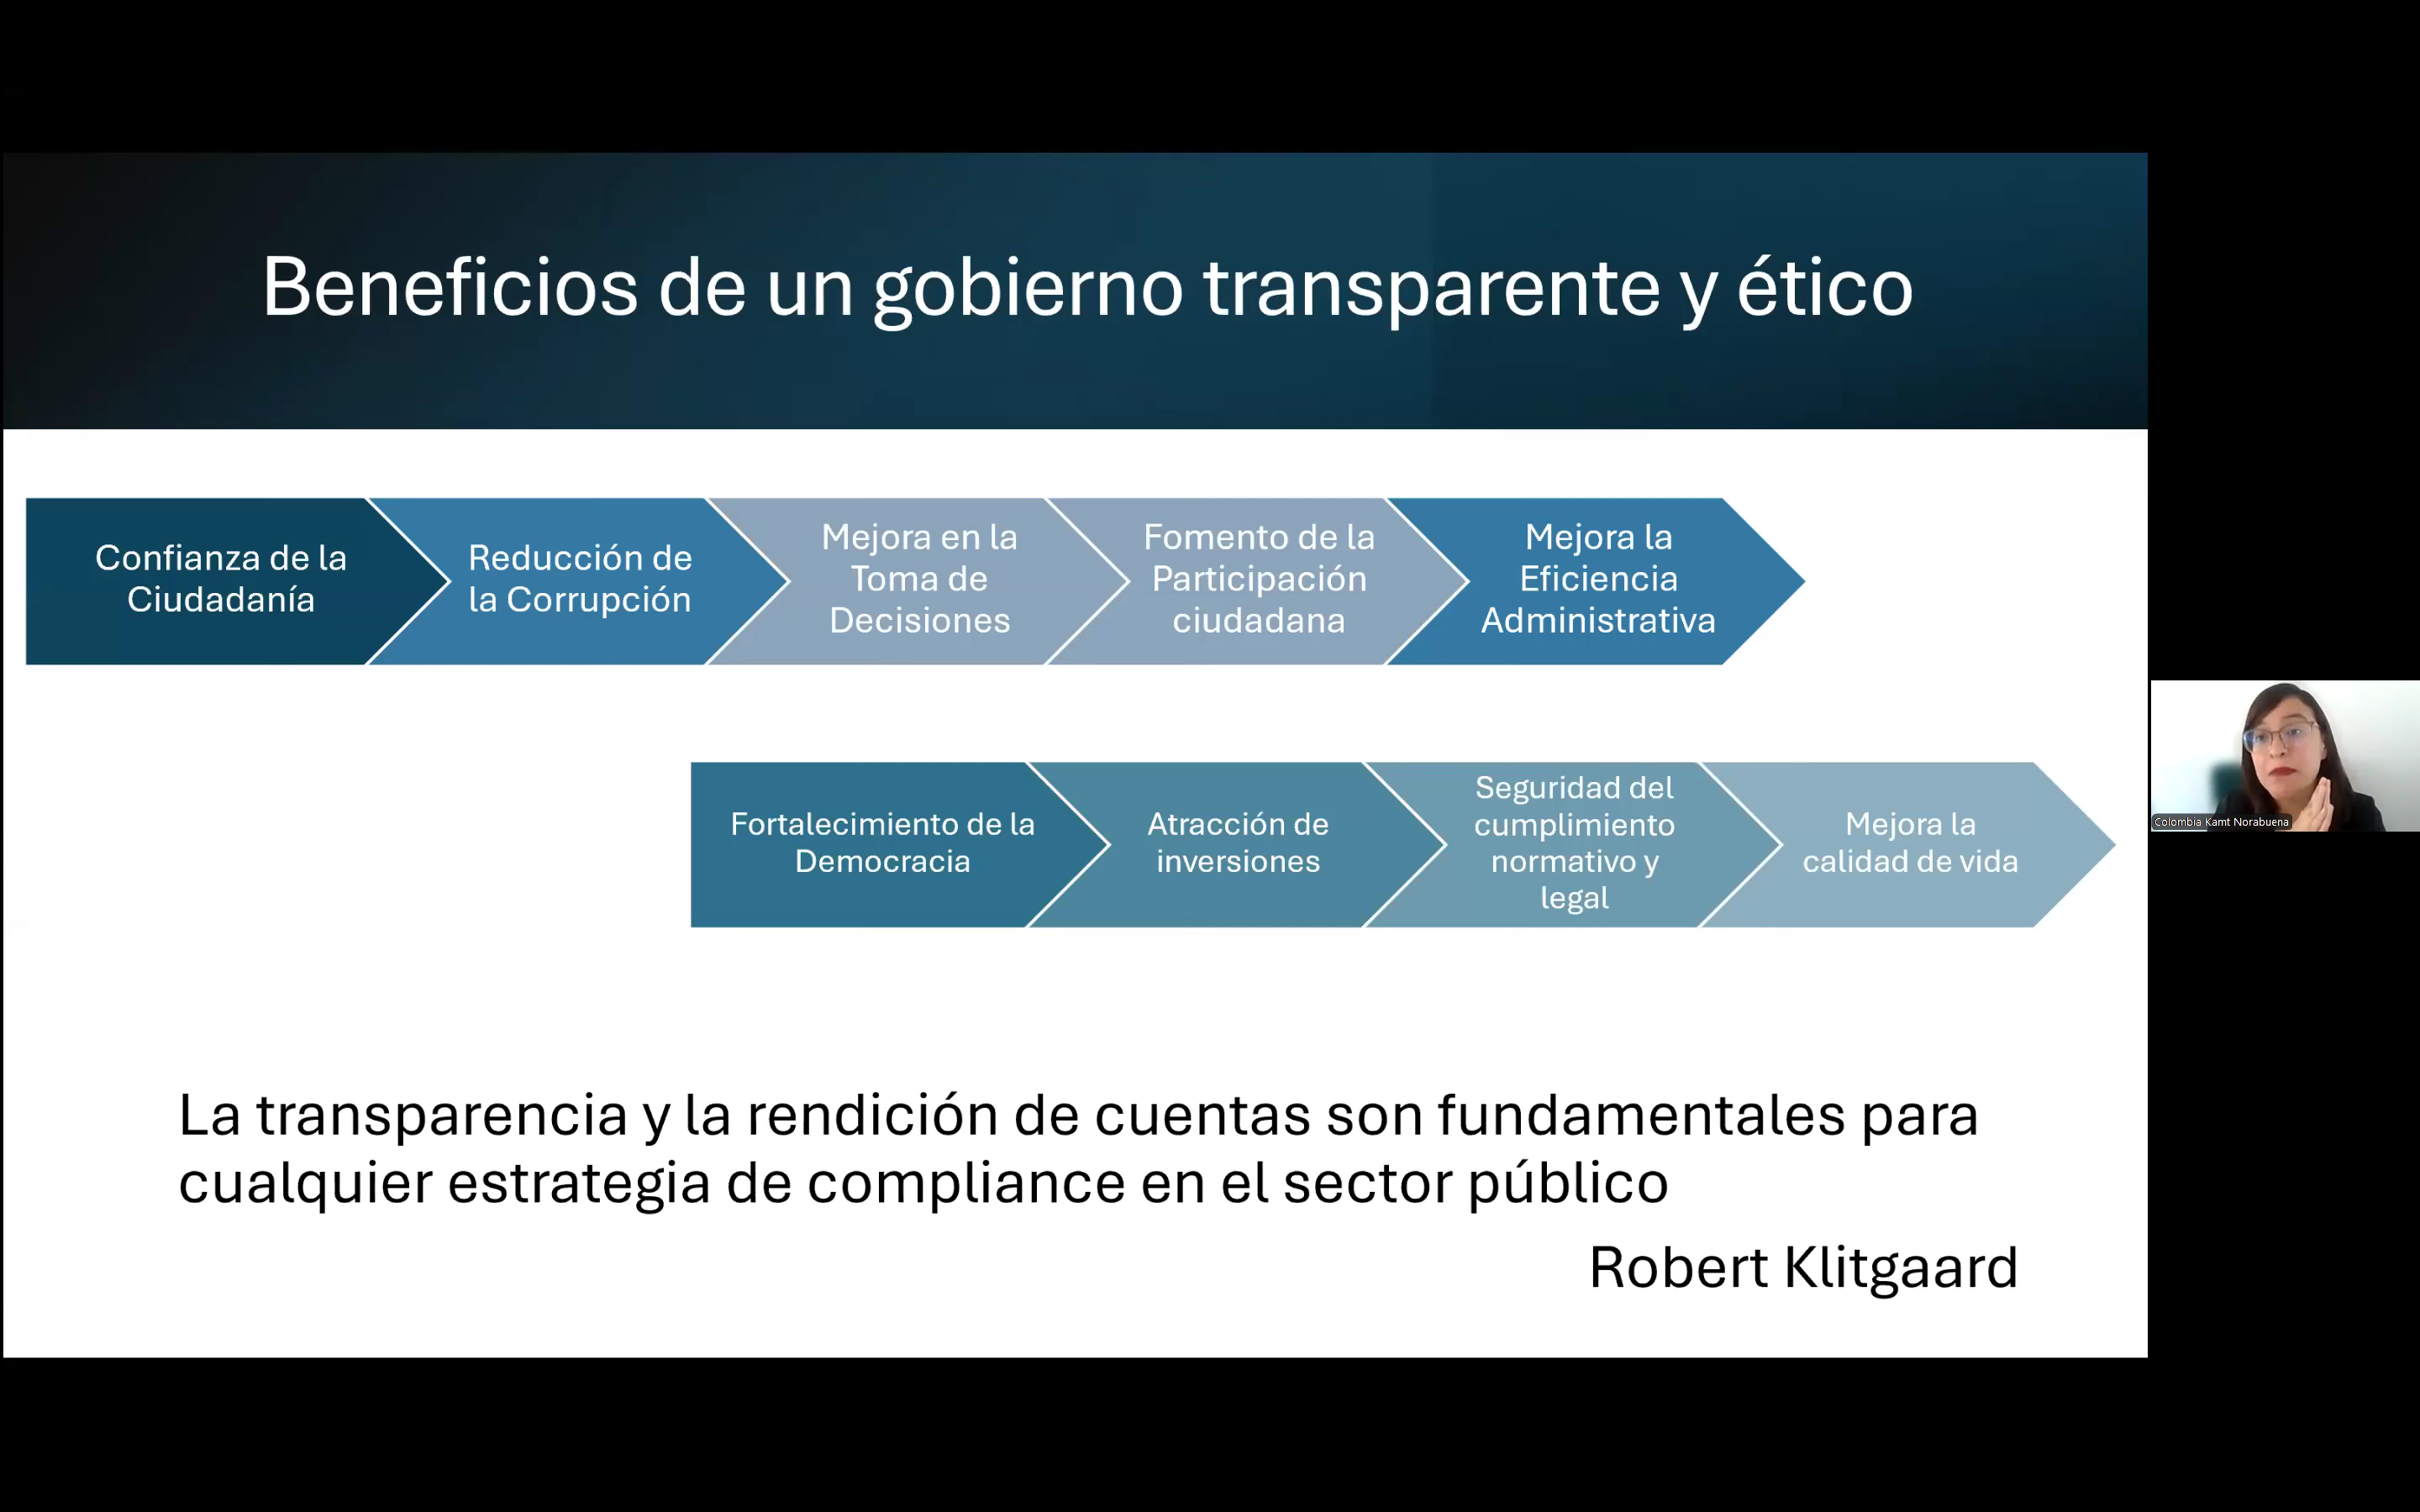 Beneficios de un gobierno transparente y ético
Confianza de la
Ciudadanía
Reducción de
la Corrupción
Mejora en la
Toma de
Decisiones
Fomento de la
Participación
ciudadana
Mejora la
Eficiencia
Administrativa
Fortalecimiento de la
Democracia
Atracción de
inversiones
Seguridad del
cumplimiento
normativo y
legal
Mejora la
calidad de vida
Colombia Kamt Norabuena
La transparencia y la rendición de cuentas son fundamentales para
cualquier estrategia de compliance en el sector público
Robert Klitgaard